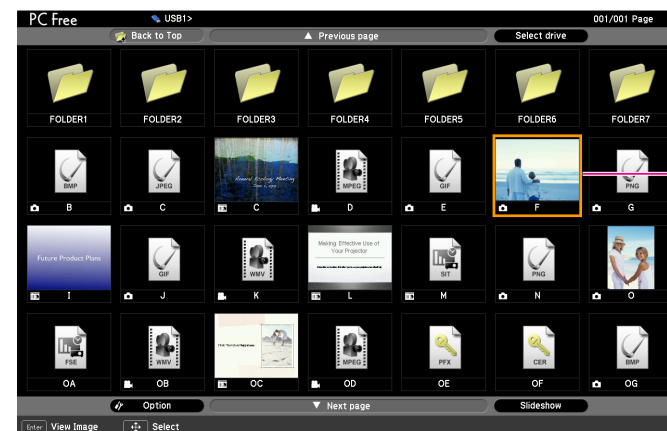 PC Free USB1> 001/001 Page
Back to Top Previous page Select drive
FOLDER1 FOLDER2 FOLDER3 FOLDER4 FOLDER5 FOLDER6 FOLDER7
BMP JPEG General Ecology Meeting MPEG GIF PNG
B C C D E F G
Future Product Plans GIF WMV Making Effective Use of
Your Projector SIT PNG
I J K L M N O
FSE WMV MPEG PFX CER BMP
OA OB OC OD OE OF OG
Option Next page Slideshow
Enter View Image Select